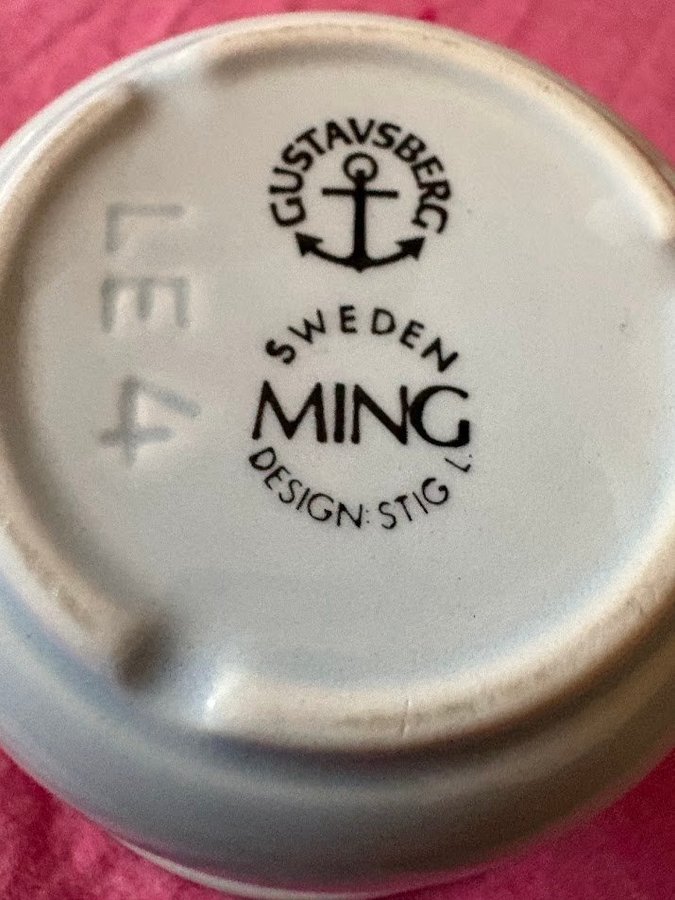 GUSTAVSBERG
SWEDEN
MING
DESIGN: STIG L.
LE 4